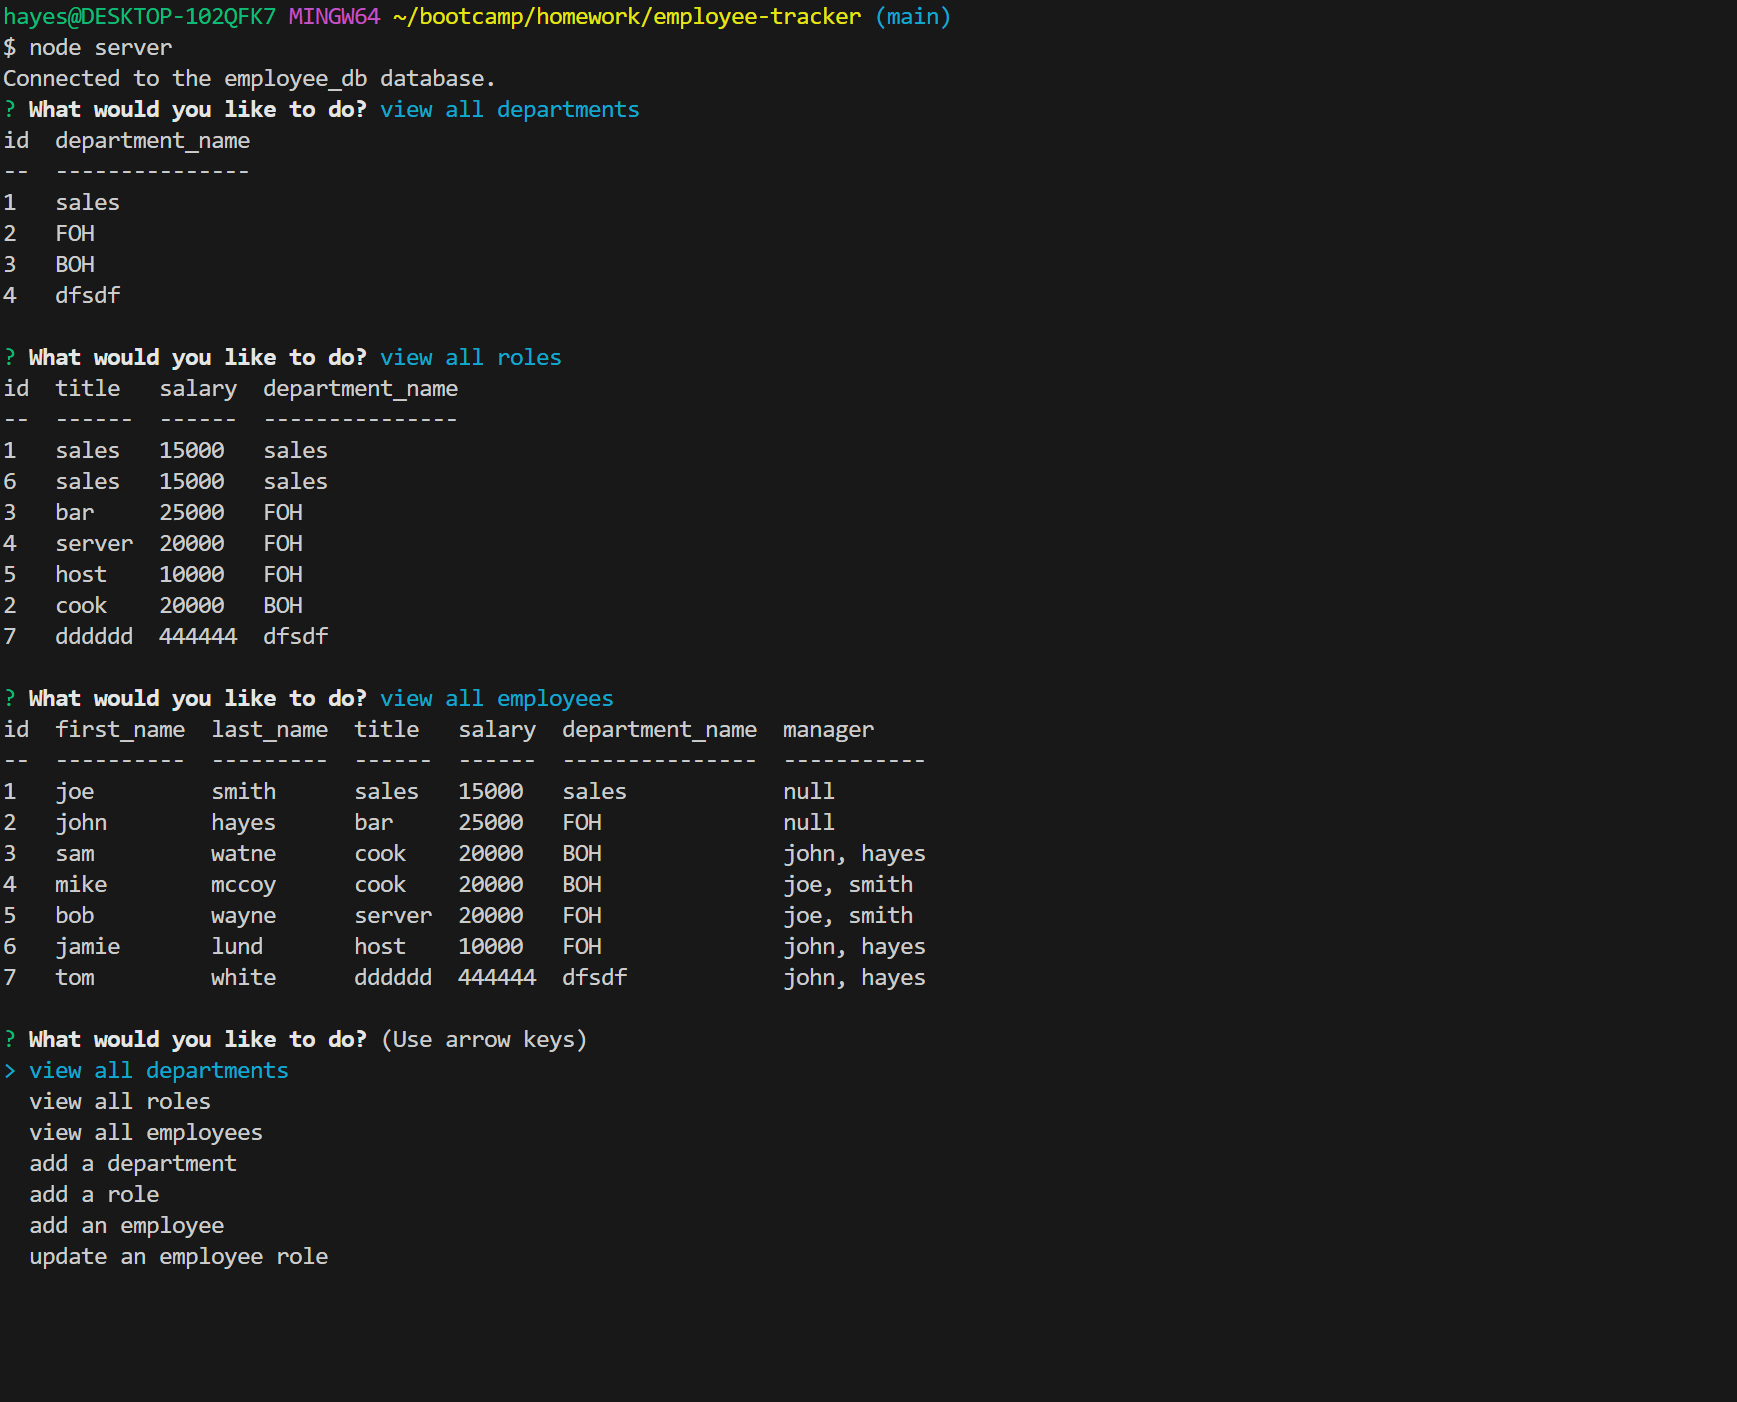 hayes@DESKTOP-102QFK7 MINGW64 ~/bootcamp/homework/employee-tracker (main)
$ node server
Connected to the employee_db database.
? What would you like to do? view all departments
id  department_name
--  ---------------
1   sales
2   FOH
3   BOH
4   dfsdf
? What would you like to do? view all roles
id  title   salary  department_name
--  ------  ------  ---------------
1   sales   15000   sales
6   sales   15000   sales
3   bar     25000   FOH
4   server  20000   FOH
5   host    10000   FOH
2   cook    20000   BOH
7   dddddd  444444  dfsdf
? What would you like to do? view all employees
id  first_name  last_name  title   salary  department_name  manager
--  ----------  ---------  ------  ------  ---------------  -----------
1   joe         smith      sales   15000   sales            null
2   john        hayes      bar     25000   FOH              null
3   sam         watne      cook    20000   BOH              john, hayes
4   mike        mccoy      cook    20000   BOH              joe, smith
5   bob         wayne      server  20000   FOH              joe, smith
6   jamie       lund       host    10000   FOH              john, hayes
7   tom         white      dddddd  444444  dfsdf            john, hayes
? What would you like to do? (Use arrow keys)
> view all departments
  view all roles
  view all employees
  add a department
  add a role
  add an employee
  update an employee role